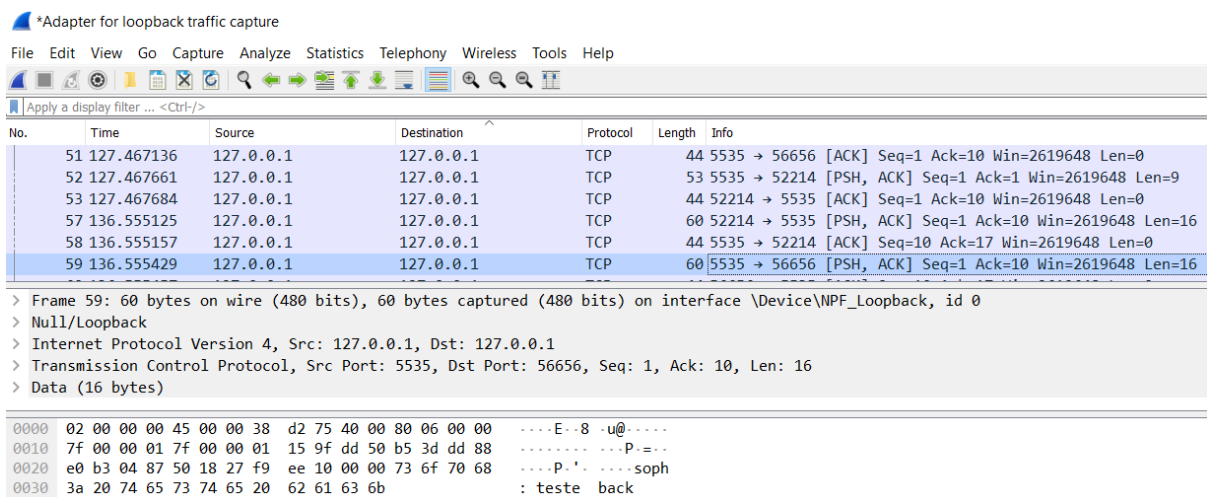 *Adapter for loopback traffic capture
File Edit View Go Capture Analyze Statistics Telephony Wireless Tools Help
Apply a display filter ... <Ctrl-/>
No. Time Source Destination Protocol Length Info
51 127.467136 127.0.0.1 127.0.0.1 TCP 44 5535 → 56656 [ACK] Seq=1 Ack=10 Win=2619648 Len=0
52 127.467661 127.0.0.1 127.0.0.1 TCP 53 5535 → 52214 [PSH, ACK] Seq=1 Ack=1 Win=2619648 Len=9
53 127.467684 127.0.0.1 127.0.0.1 TCP 44 52214 → 5535 [ACK] Seq=1 Ack=10 Win=2619648 Len=0
57 136.555125 127.0.0.1 127.0.0.1 TCP 60 52214 → 5535 [PSH, ACK] Seq=1 Ack=10 Win=2619648 Len=16
58 136.555157 127.0.0.1 127.0.0.1 TCP 44 5535 → 52214 [ACK] Seq=10 Ack=17 Win=2619648 Len=0
59 136.555429 127.0.0.1 127.0.0.1 TCP 60 5535 → 56656 [PSH, ACK] Seq=1 Ack=10 Win=2619648 Len=16
> Frame 59: 60 bytes on wire (480 bits), 60 bytes captured (480 bits) on interface \Device\NPF_Loopback, id 0
> Null/Loopback
> Internet Protocol Version 4, Src: 127.0.0.1, Dst: 127.0.0.1
> Transmission Control Protocol, Src Port: 5535, Dst Port: 56656, Seq: 1, Ack: 10, Len: 16
> Data (16 bytes)
0000 02 00 00 00 45 00 00 38 d2 75 40 00 80 06 00 00 ····E··8 ·u@·····
0010 7f 00 00 01 7f 00 00 01 15 9f dd 50 b5 3d dd 88 ········ ···P·=··
0020 e0 b3 04 87 50 18 27 f9 ee 10 00 00 73 6f 70 68 ····P·'· ····soph
0030 3a 20 74 65 73 74 65 20 62 61 63 6b : teste back